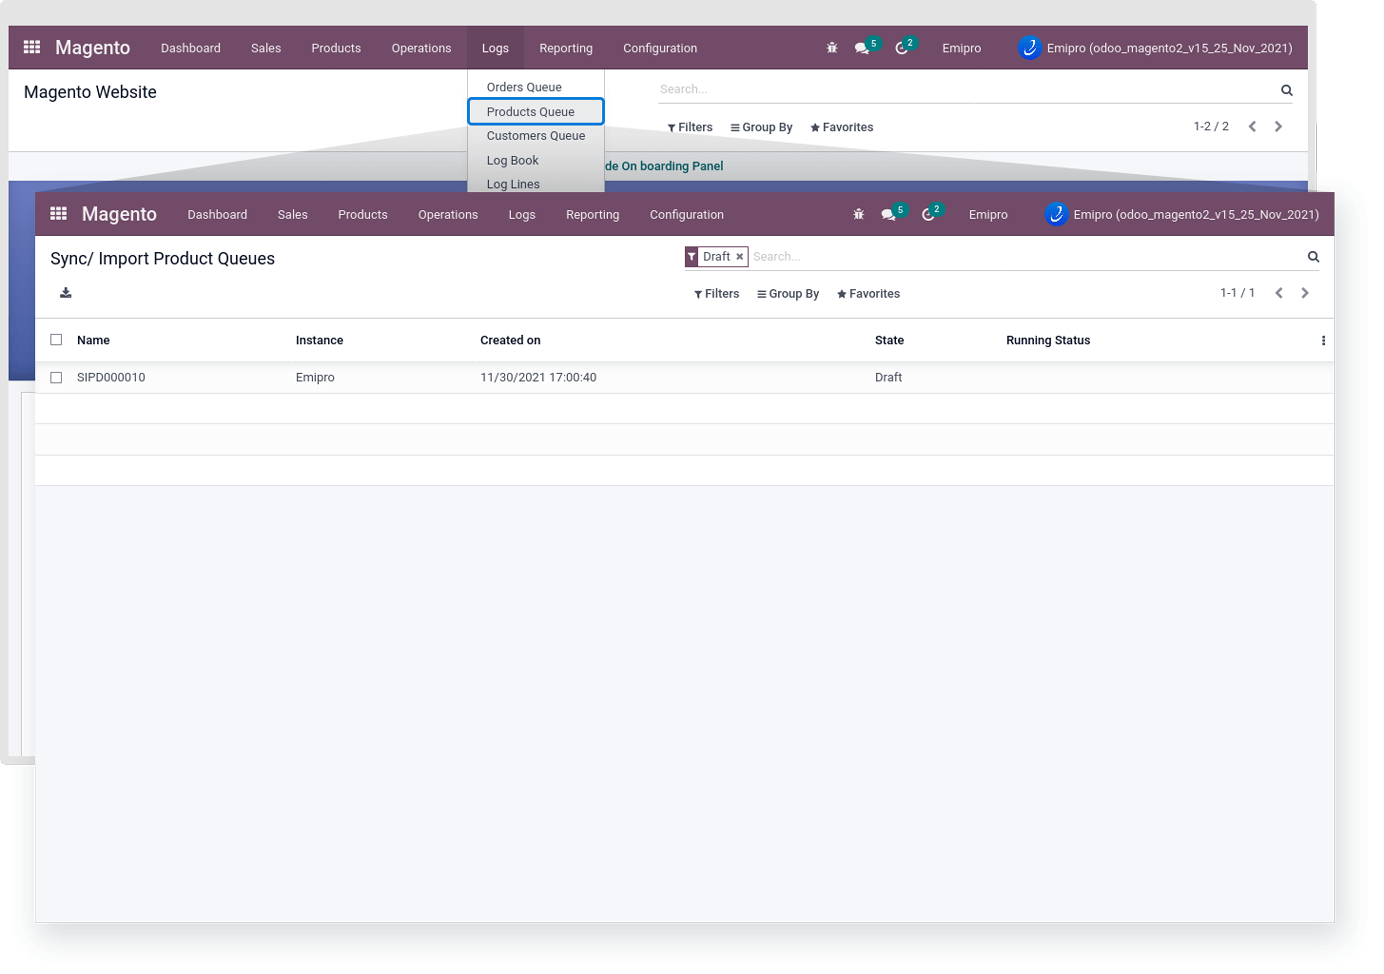 Magento Dashboard Sales Products Operations Logs Reporting Configuration 5 2 Emipro Emipro (odoo_magento2_v15_25_Nov_2021)
Magento Website
Search...
Orders Queue
Products Queue
Customers Queue
Log Book
Log Lines
Filters Group By Favorites 1-2 / 2
de On boarding Panel
Magento Dashboard Sales Products Operations Logs Reporting Configuration 5 2 Emipro Emipro (odoo_magento2_v15_25_Nov_2021)
Sync/ Import Product Queues
Draft × Search...
Filters Group By Favorites 1-1 / 1
Name Instance Created on State Running Status
SIPD000010 Emipro 11/30/2021 17:00:40 Draft